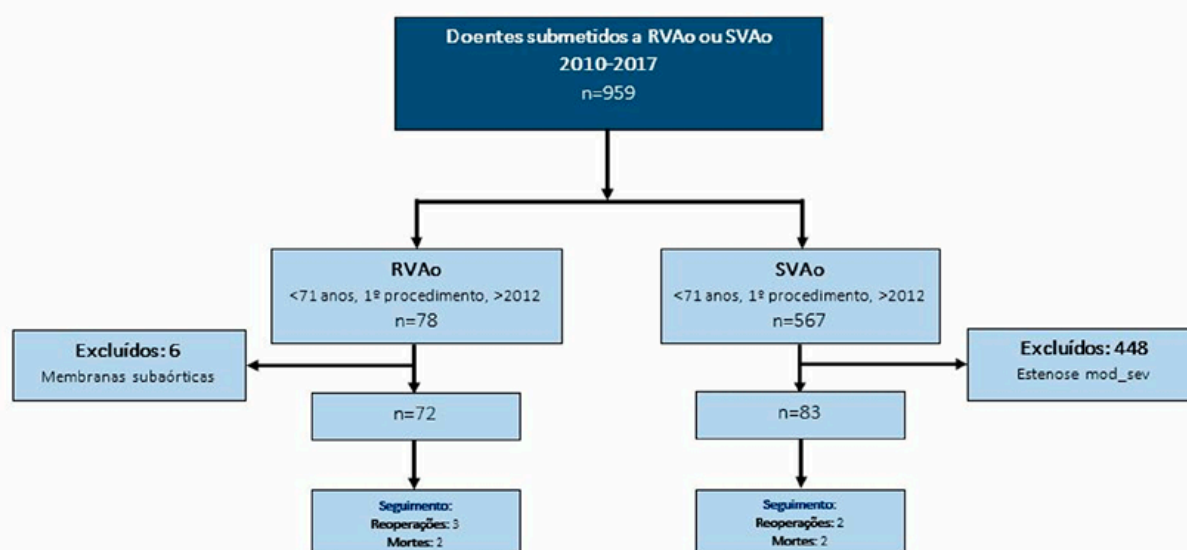 Doentes submetidos a RVAo ou SVAo
2010-2017
n=959
RVAo
<71 anos, 1º procedimento, >2012
n=78
SVAo
<71 anos, 1º procedimento, >2012
n=567
Excluídos: 6
Membranas subaórticas
Excluídos: 448
Estenose mod_sev
n=72
n=83
Seguimento:
Reoperações: 3
Mortes: 2
Seguimento:
Reoperações: 2
Mortes: 2